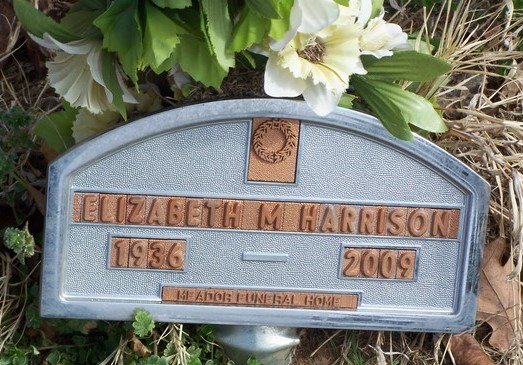 ELIZABETH M HARRISON
1936 – 2009
MEADOR FUNERAL HOME